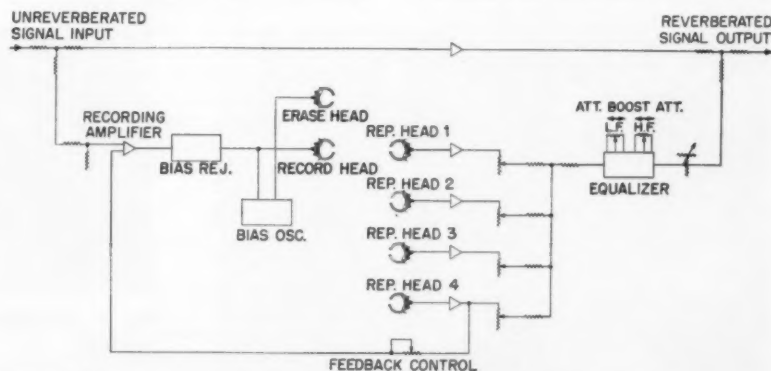 UNREVERBERATED
SIGNAL INPUT
REVERBERATED
SIGNAL OUTPUT
RECORDING
AMPLIFIER
BIAS REJ.
ERASE HEAD
RECORD HEAD
BIAS OSC.
REP. HEAD 1
REP. HEAD 2
REP. HEAD 3
REP. HEAD 4
ATT. BOOST ATT.
L.F. H.F.
EQUALIZER
FEEDBACK CONTROL